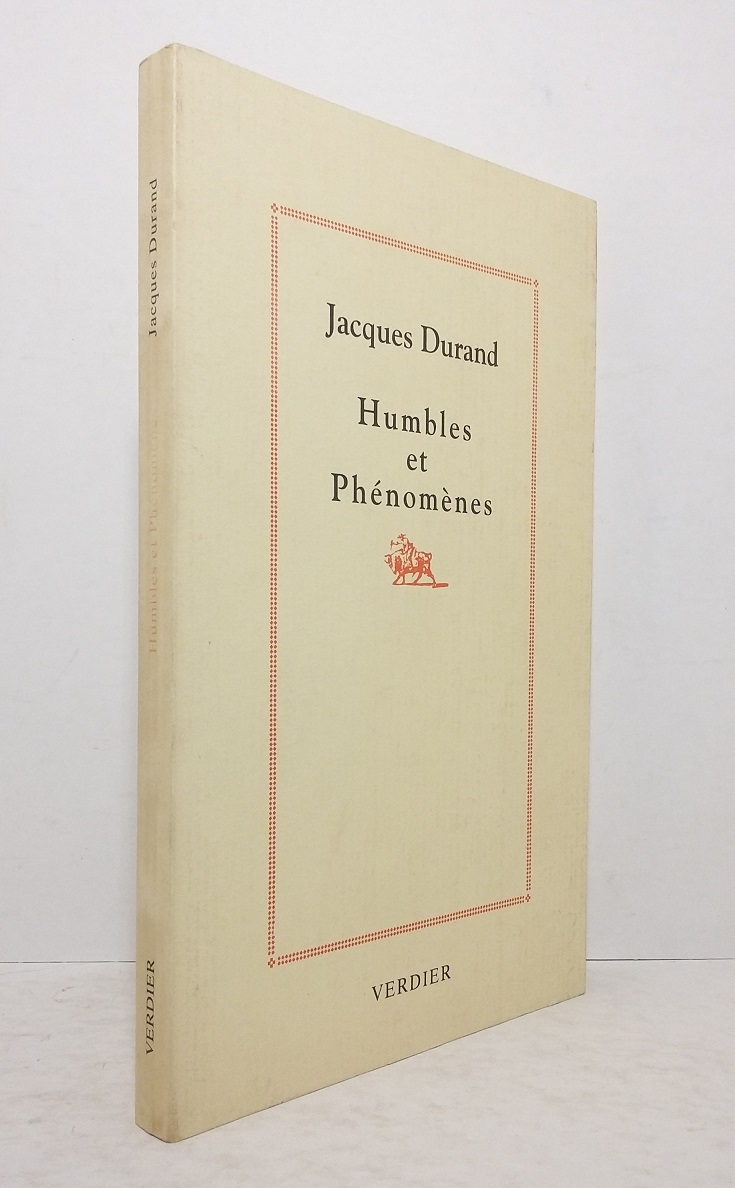 Jacques Durand
Humbles
et
Phénomènes
VERDIER
Jacques Durand
Humbles et Phénomènes
VERDIER